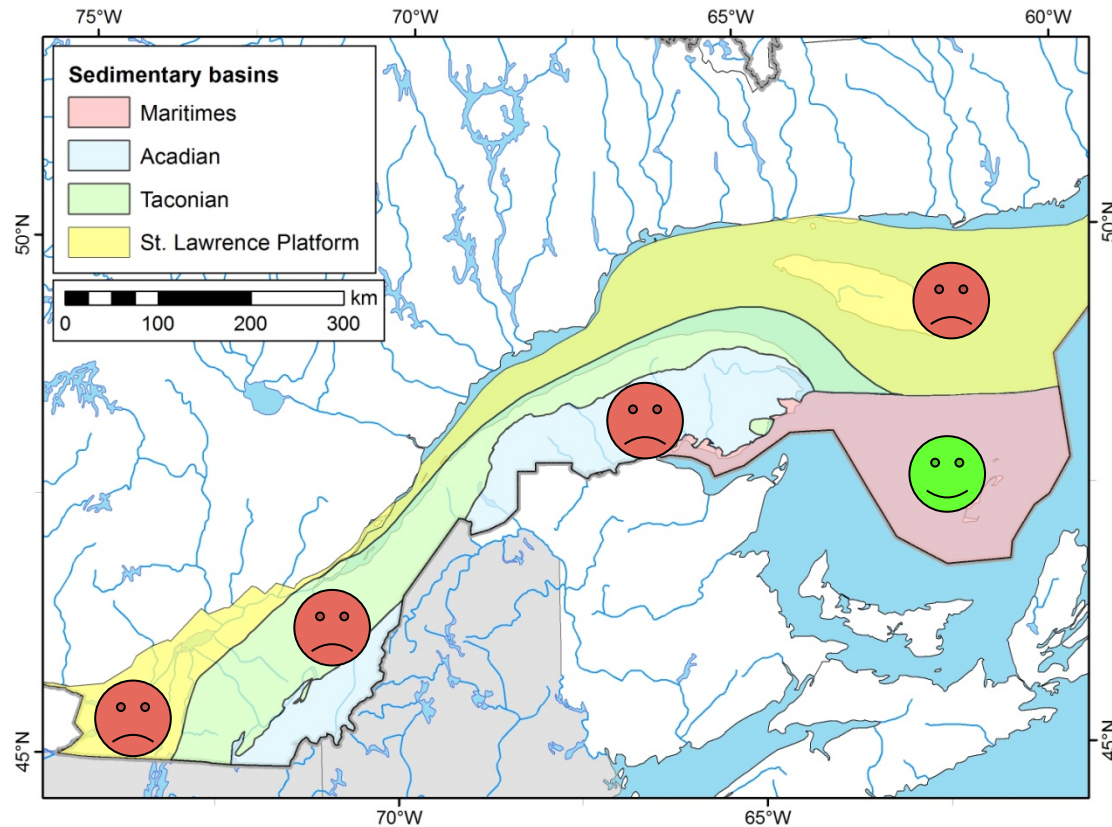 75°W 70°W 65°W 60°W
Sedimentary basins
Maritimes
Acadian
Taconian
St. Lawrence Platform
km
0 100 200 300
50°N
50°N
45°N
45°N
70°W 65°W